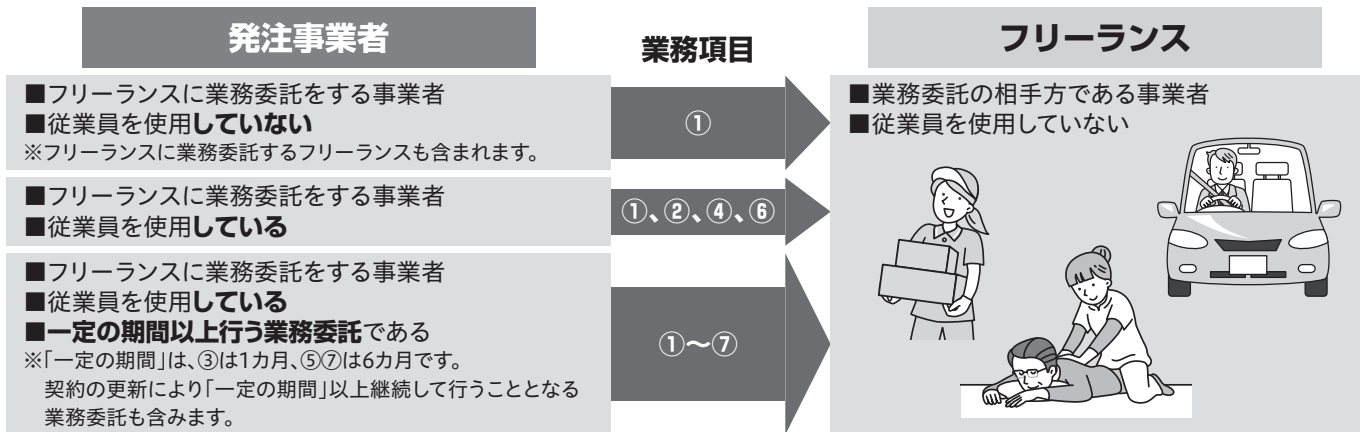 発注事業者
業務項目
フリーランス
■フリーランスに業務委託をする事業者
■従業員を使用していない
※フリーランスに業務委託するフリーランスも含まれます。
①
■業務委託の相手方である事業者
■従業員を使用していない
■フリーランスに業務委託をする事業者
■従業員を使用している
①、②、④、⑥
■フリーランスに業務委託をする事業者
■従業員を使用している
■一定の期間以上行う業務委託である
※「一定の期間」は、③は1カ月、⑤⑦は6カ月です。
契約の更新により「一定の期間」以上継続して行うこととなる
業務委託も含みます。
①〜⑦